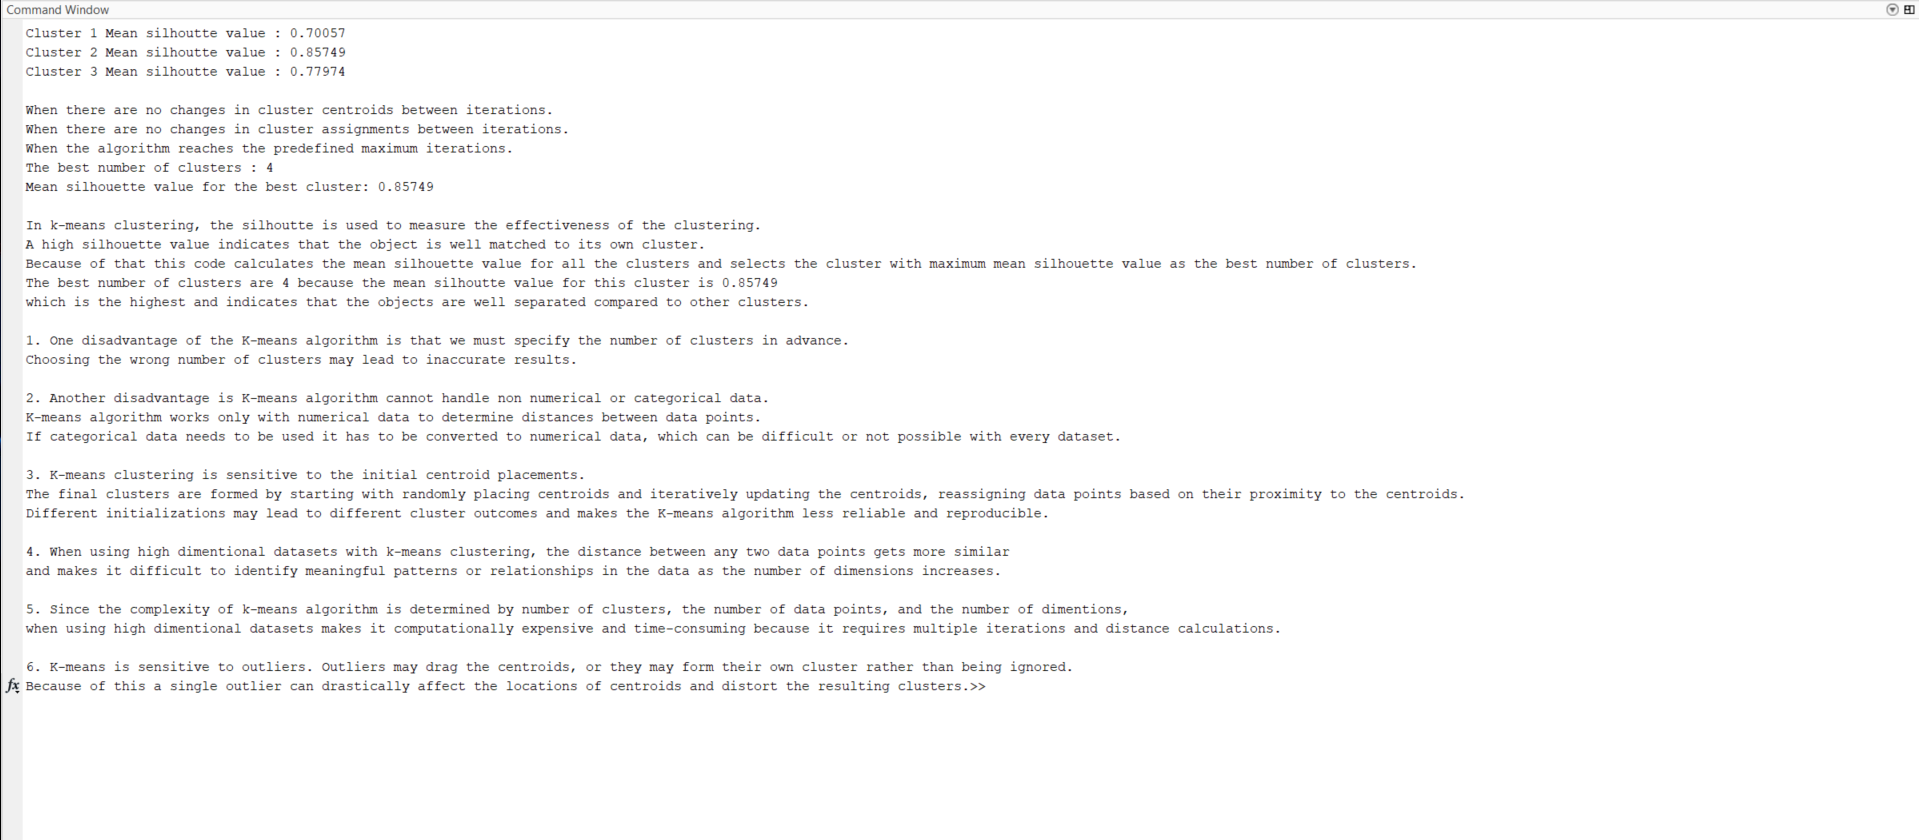 Command Window
Cluster 1 Mean silhoutte value : 0.70057
Cluster 2 Mean silhoutte value : 0.85749
Cluster 3 Mean silhoutte value : 0.77974
When there are no changes in cluster centroids between iterations.
When there are no changes in cluster assignments between iterations.
When the algorithm reaches the predefined maximum iterations.
The best number of clusters : 4
Mean silhouette value for the best cluster: 0.85749
In k-means clustering, the silhoutte is used to measure the effectiveness of the clustering.
A high silhouette value indicates that the object is well matched to its own cluster.
Because of that this code calculates the mean silhouette value for all the clusters and selects the cluster with maximum mean silhouette value as the best number of clusters.
The best number of clusters are 4 because the mean silhoutte value for this cluster is 0.85749
which is the highest and indicates that the objects are well separated compared to other clusters.
1. One disadvantage of the K-means algorithm is that we must specify the number of clusters in advance.
Choosing the wrong number of clusters may lead to inaccurate results.
2. Another disadvantage is K-means algorithm cannot handle non numerical or categorical data.
K-means algorithm works only with numerical data to determine distances between data points.
If categorical data needs to be used it has to be converted to numerical data, which can be difficult or not possible with every dataset.
3. K-means clustering is sensitive to the initial centroid placements.
The final clusters are formed by starting with randomly placing centroids and iteratively updating the centroids, reassigning data points based on their proximity to the centroids.
Different initializations may lead to different cluster outcomes and makes the K-means algorithm less reliable and reproducible.
4. When using high dimentional datasets with k-means clustering, the distance between any two data points gets more similar
and makes it difficult to identify meaningful patterns or relationships in the data as the number of dimensions increases.
5. Since the complexity of k-means algorithm is determined by number of clusters, the number of data points, and the number of dimentions,
when using high dimentional datasets makes it computationally expensive and time-consuming because it requires multiple iterations and distance calculations.
6. K-means is sensitive to outliers. Outliers may drag the centroids, or they may form their own cluster rather than being ignored.
fx Because of this a single outlier can drastically affect the locations of centroids and distort the resulting clusters.>>